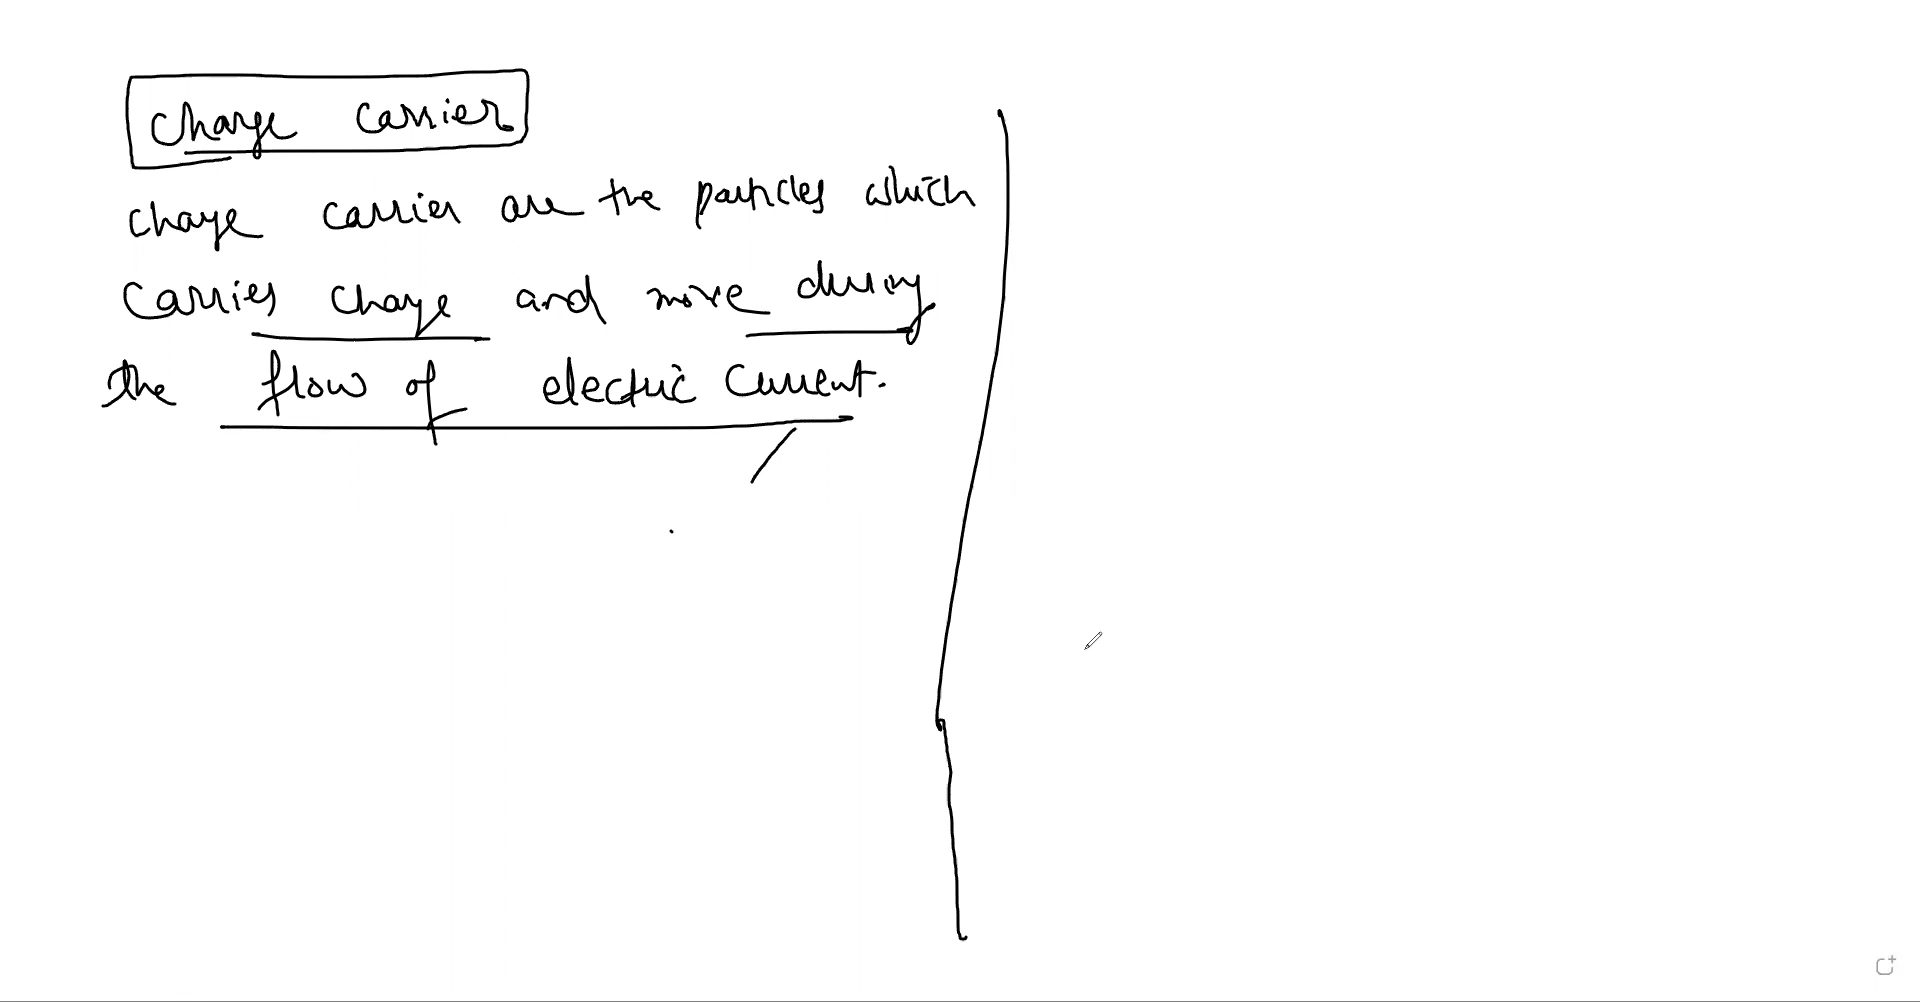 Charge Carrier
charge carrier are the particles which
carries charge and move during
the flow of electric current.